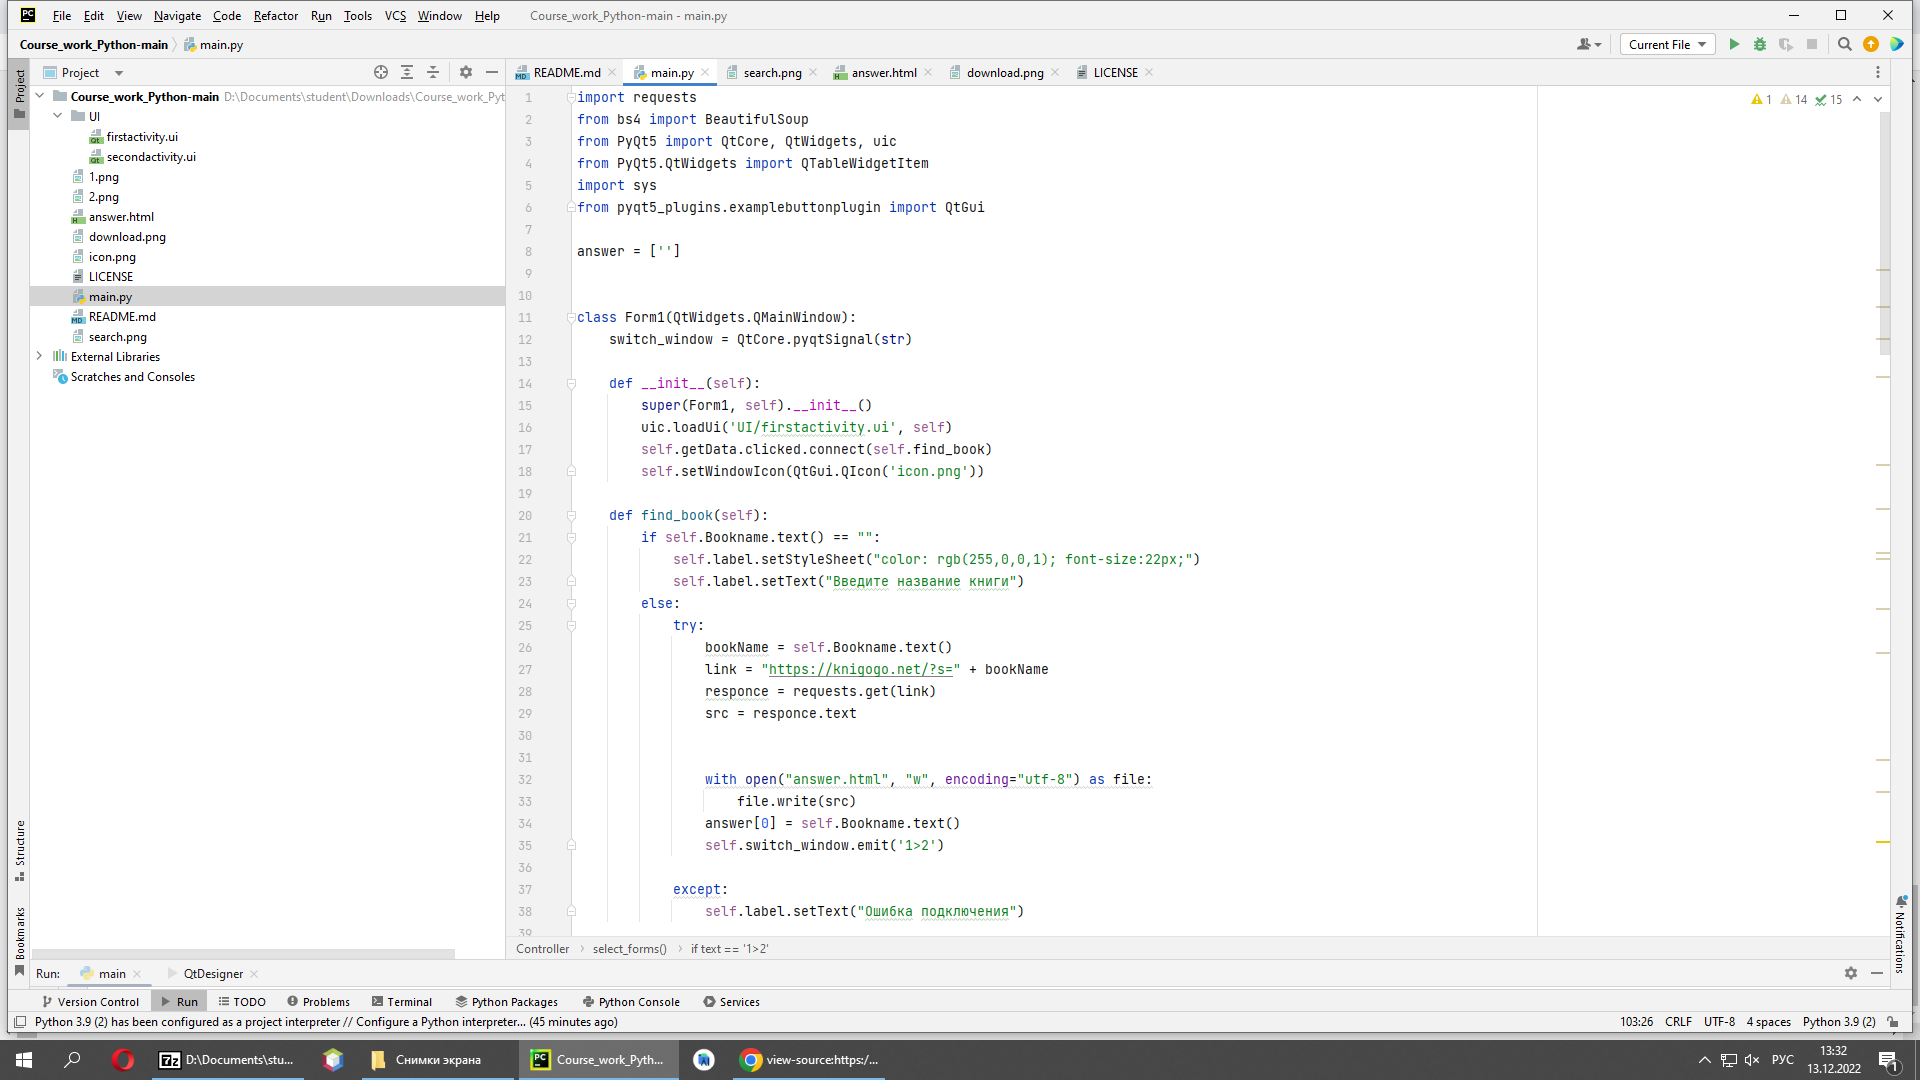 File Edit View Navigate Code Refactor Run Tools VCS Window Help Course_work_Python-main - main.py
Course_work_Python-main main.py Current File
Project
README.md main.py search.png answer.html download.png LICENSE
Course_work_Python-main D:\Documents\student\Downloads\Course_work_Pyt
UI
firstactivity.ui
secondactivity.ui
1.png
2.png
answer.html
download.png
icon.png
LICENSE
main.py
README.md
search.png
External Libraries
Scratches and Consoles
Project
Structure
Bookmarks
1 import requests
2 from bs4 import BeautifulSoup
3 from PyQt5 import QtCore, QtWidgets, uic
4 from PyQt5.QtWidgets import QTableWidgetItem
5 import sys
6 from pyqt5_plugins.examplebuttonplugin import QtGui
7
8 answer = ['']
9
10
11 class Form1(QtWidgets.QMainWindow):
12 switch_window = QtCore.pyqtSignal(str)
13
14 def __init__(self):
15 super(Form1, self).__init__()
16 uic.loadUi('UI/firstactivity.ui', self)
17 self.getData.clicked.connect(self.find_book)
18 self.setWindowIcon(QtGui.QIcon('icon.png'))
19
20 def find_book(self):
21 if self.Bookname.text() == "":
22 self.label.setStyleSheet("color: rgb(255,0,0,1); font-size:22px;")
23 self.label.setText("Введите название книги")
24 else:
25 try:
26 bookName = self.Bookname.text()
27 link = "https://knigogo.net/?s=" + bookName
28 responce = requests.get(link)
29 src = responce.text
30
31
32 with open("answer.html", "w", encoding="utf-8") as file:
33 file.write(src)
34 answer[0] = self.Bookname.text()
35 self.switch_window.emit('1>2')
36
37 except:
38 self.label.setText("Ошибка подключения")
39
1 14 15
Notifications
Controller select_forms() if text == '1>2'
Run: main QtDesigner
Version Control Run TODO Problems Terminal Python Packages Python Console Services
Python 3.9 (2) has been configured as a project interpreter // Configure a Python interpreter... (45 minutes ago) 103:26 CRLF UTF-8 4 spaces Python 3.9 (2)
D:\Documents\stu... Снимки экрана Course_work_Pyth... view-source:https:/... РУС 13:32
13.12.2022
1